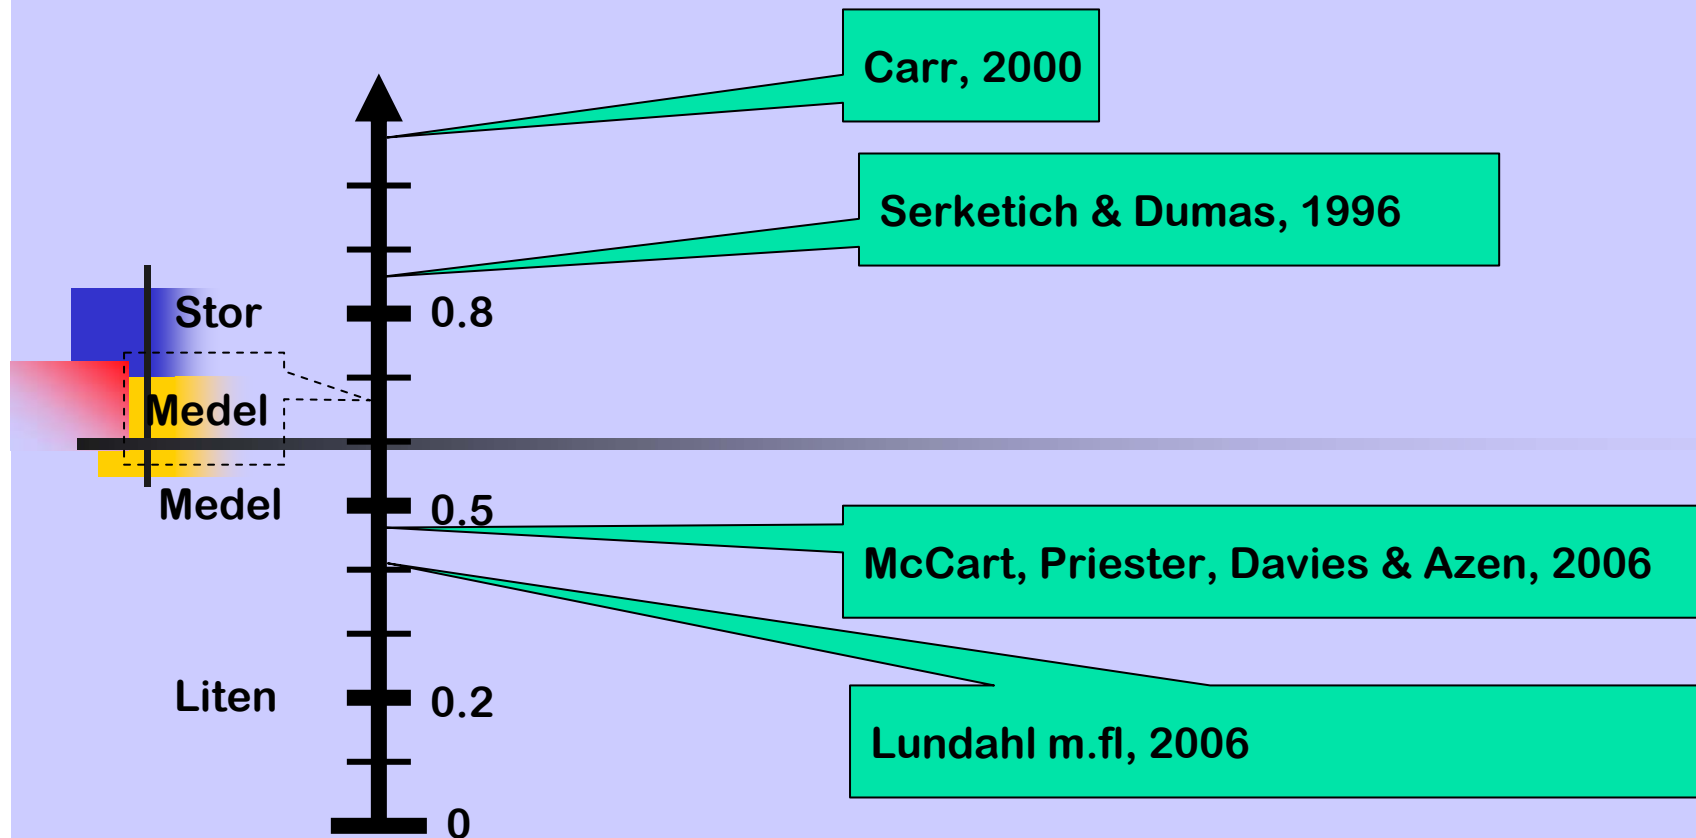 Carr, 2000
Serketich & Dumas, 1996
Stor
0.8
Medel
Medel
0.5
McCart, Priester, Davies & Azen, 2006
Liten
0.2
Lundahl m.fl, 2006
0